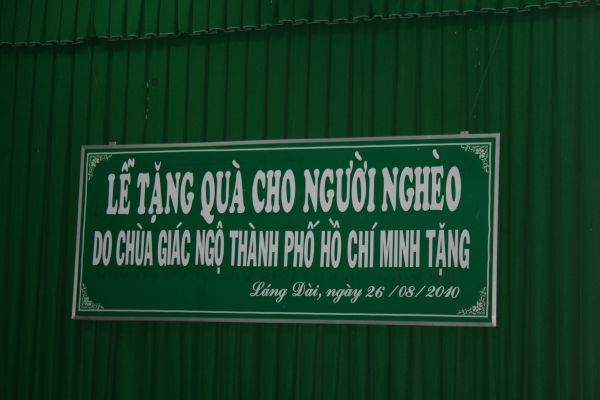 LỄ TẶNG QUÀ CHO NGƯỜI NGHÈO
DO CHÙA GIÁC NGỘ THÀNH PHỐ HỒ CHÍ MINH TẶNG
Láng Dài, ngày 26 /08/2010